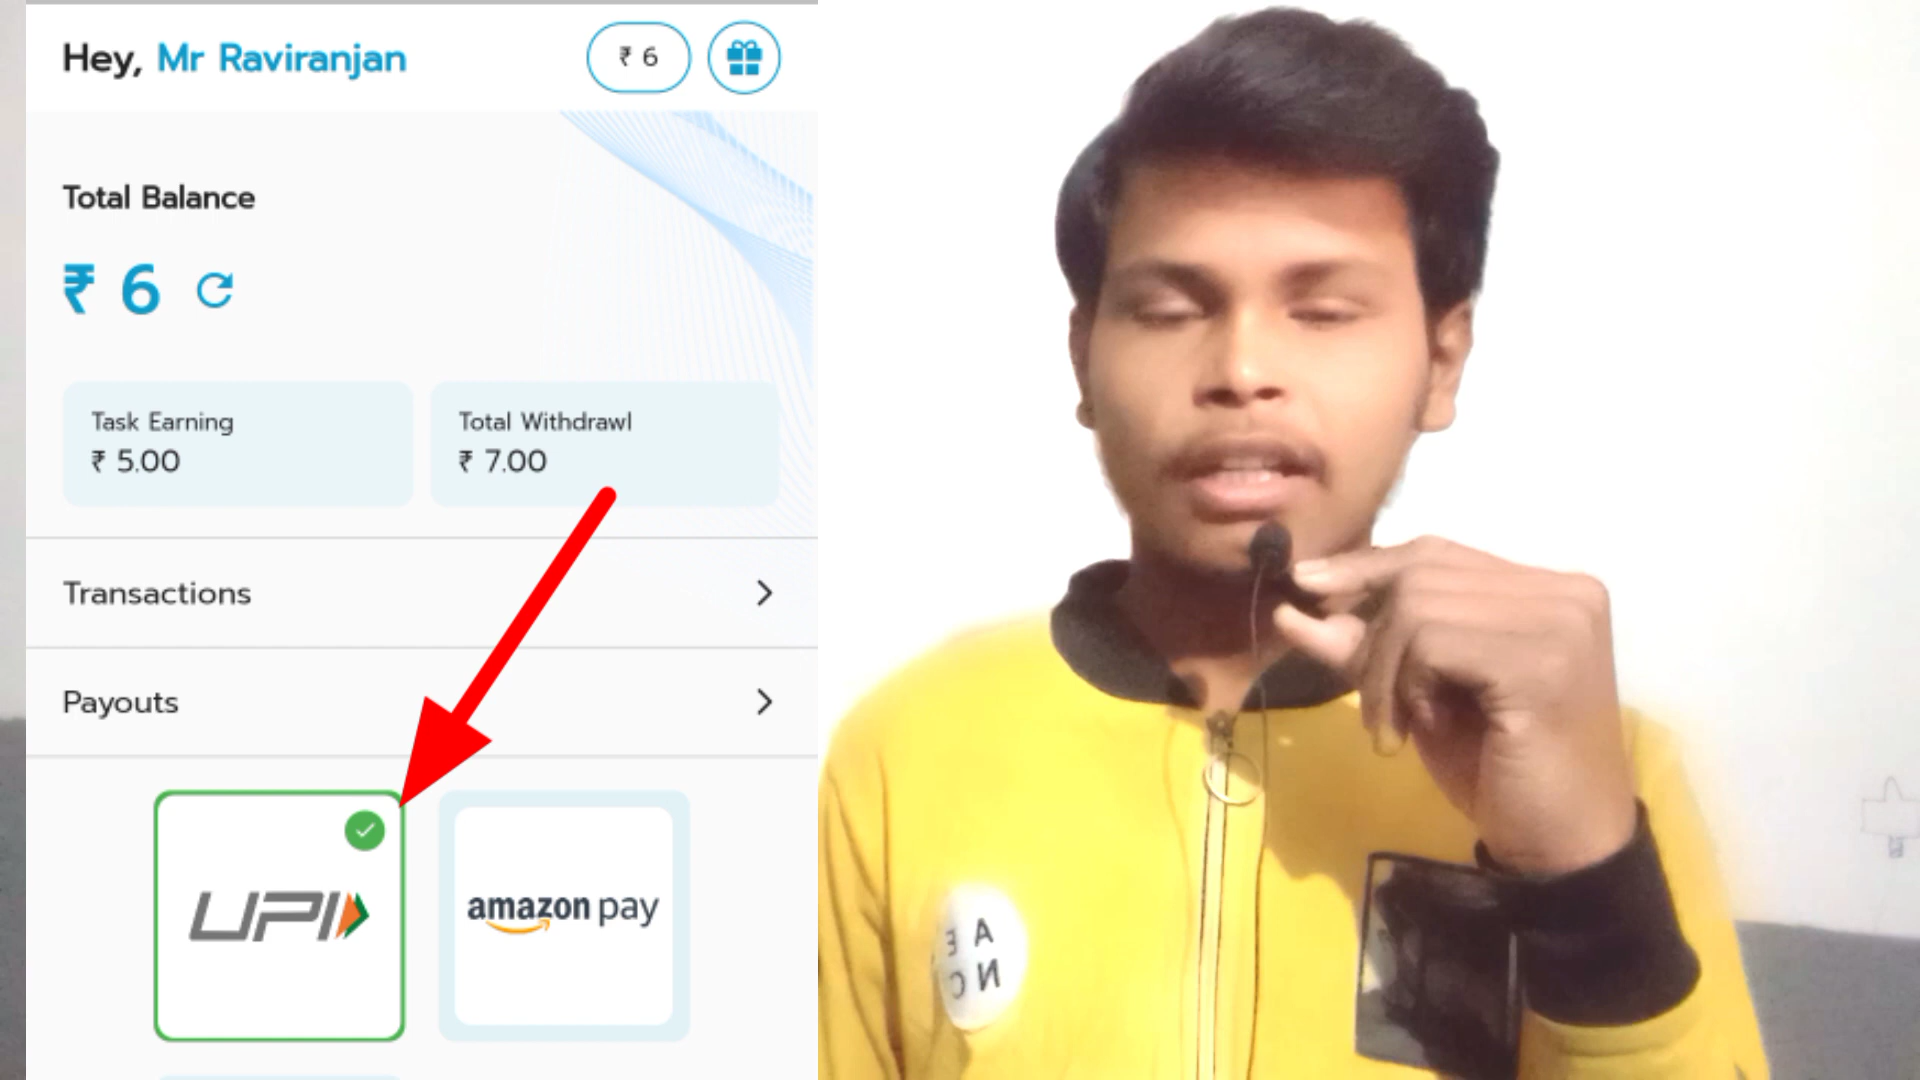 Hey, Mr Raviranjan
₹ 6
Total Balance
₹ 6
Task Earning
₹ 5.00
Total Withdrawl
₹ 7.00
Transactions
Payouts
UPI
amazon pay
A
C